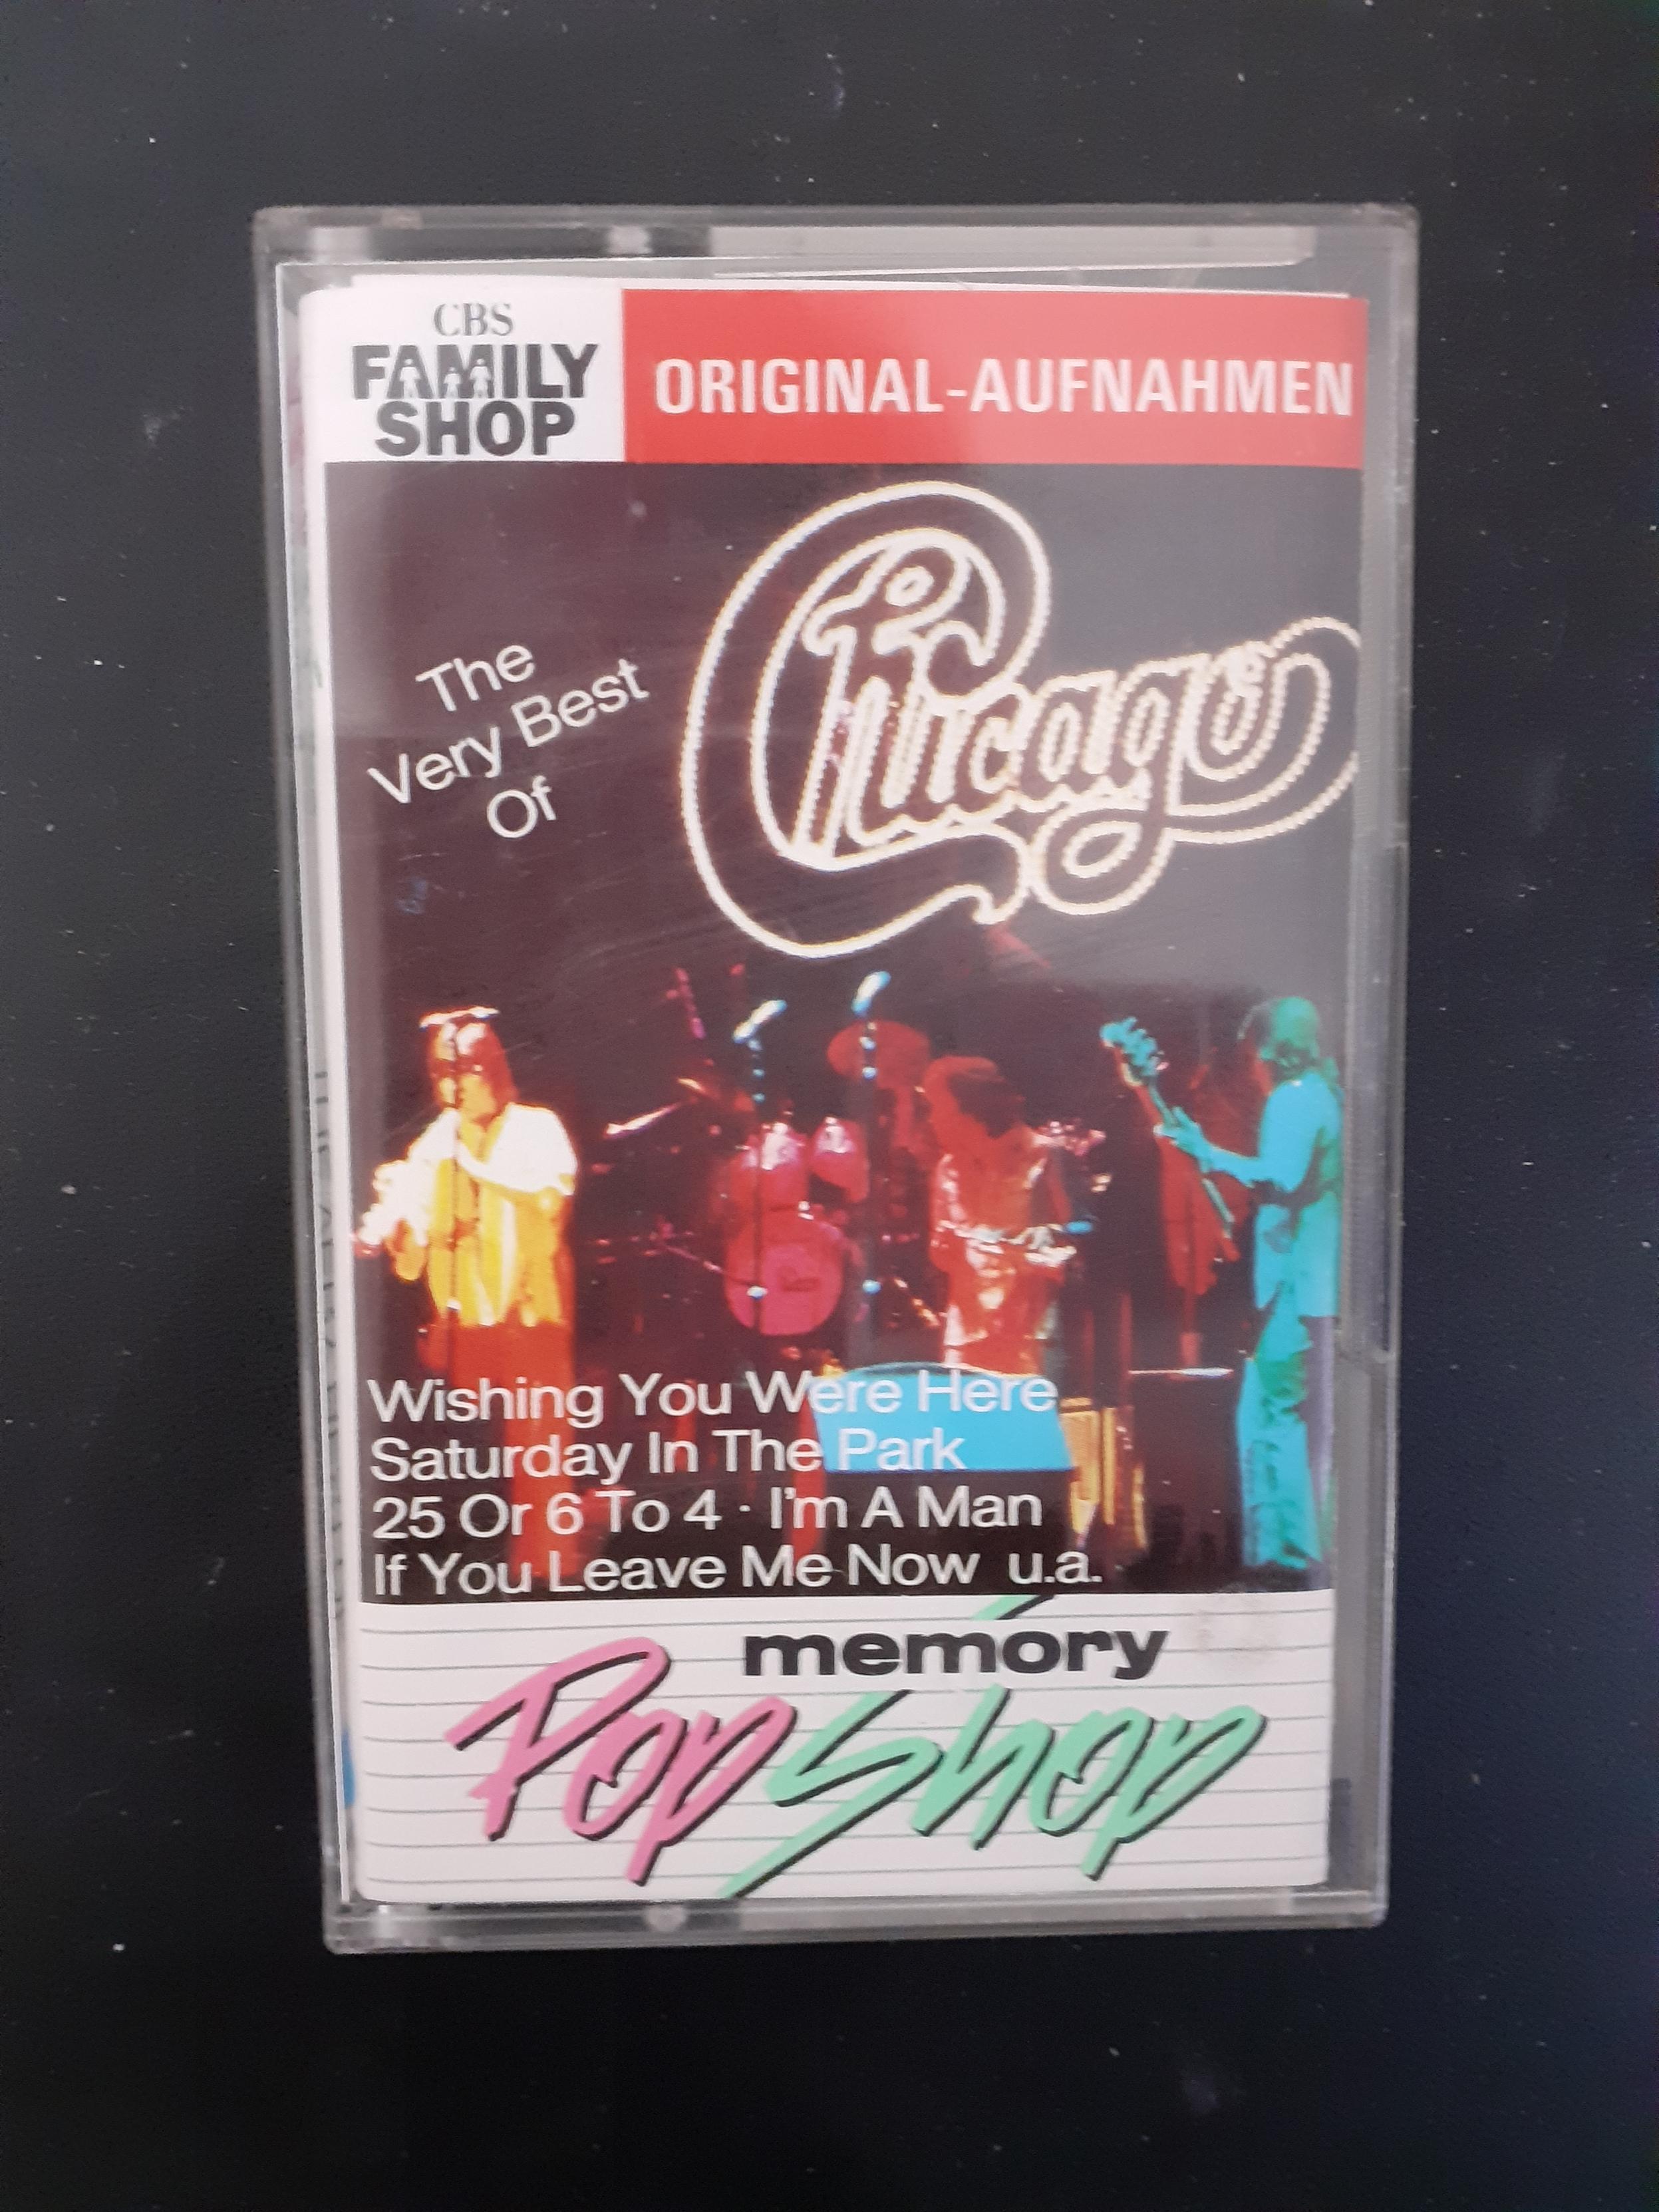 CBS
FAMILY
SHOP
ORIGINAL-AUFNAHMEN
The
Very Best
Of
Chicago
Wishing You Were Here
Saturday In The Park
25 Or 6 To 4 · I'm A Man
If You Leave Me Now u.a.
memory
Pop Shop